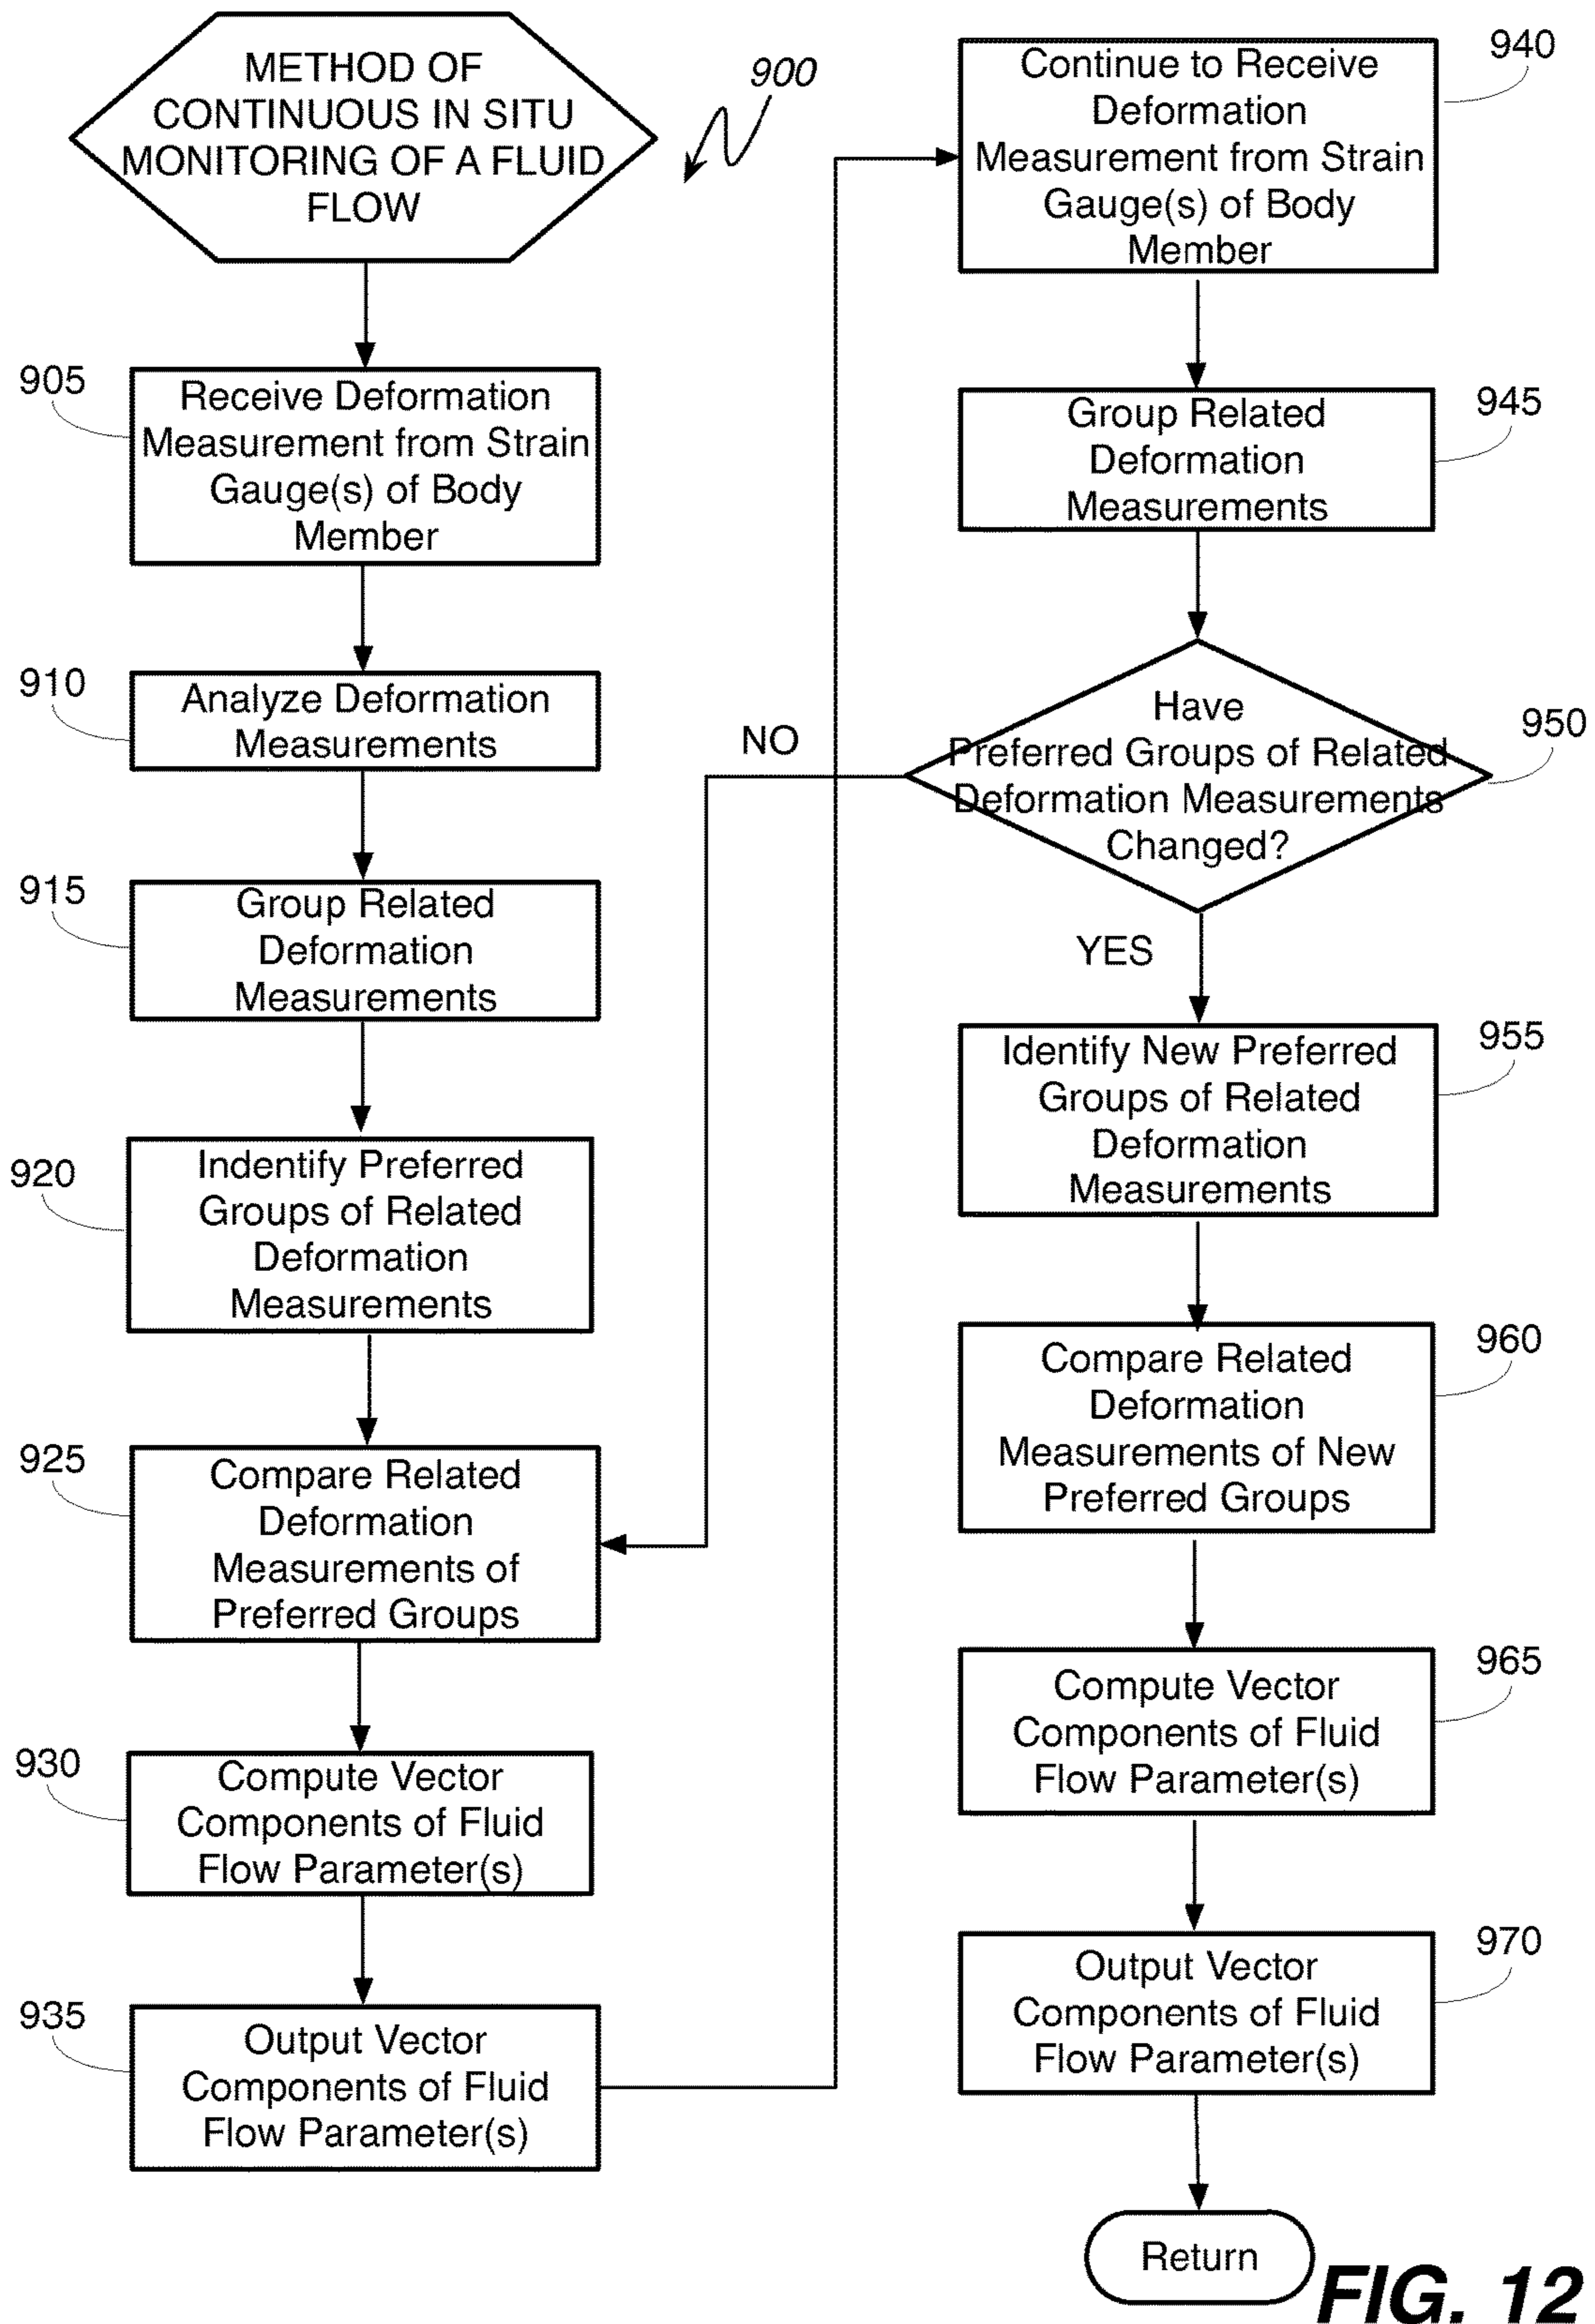 METHOD OF
CONTINUOUS IN SITU
MONITORING OF A FLUID
FLOW
900
905
Receive Deformation
Measurement from Strain
Gauge(s) of Body
Member
910
Analyze Deformation
Measurements
915
Group Related
Deformation
Measurements
920
Indentify Preferred
Groups of Related
Deformation
Measurements
925
Compare Related
Deformation
Measurements of
Preferred Groups
930
Compute Vector
Components of Fluid
Flow Parameter(s)
935
Output Vector
Components of Fluid
Flow Parameter(s)
940
Continue to Receive
Deformation
Measurement from Strain
Gauge(s) of Body
Member
945
Group Related
Deformation
Measurements
950
Have
Preferred Groups of Related
Deformation Measurements
Changed?
NO
YES
955
Identify New Preferred
Groups of Related
Deformation
Measurements
960
Compare Related
Deformation
Measurements of New
Preferred Groups
965
Compute Vector
Components of Fluid
Flow Parameter(s)
970
Output Vector
Components of Fluid
Flow Parameter(s)
Return
FIG. 12